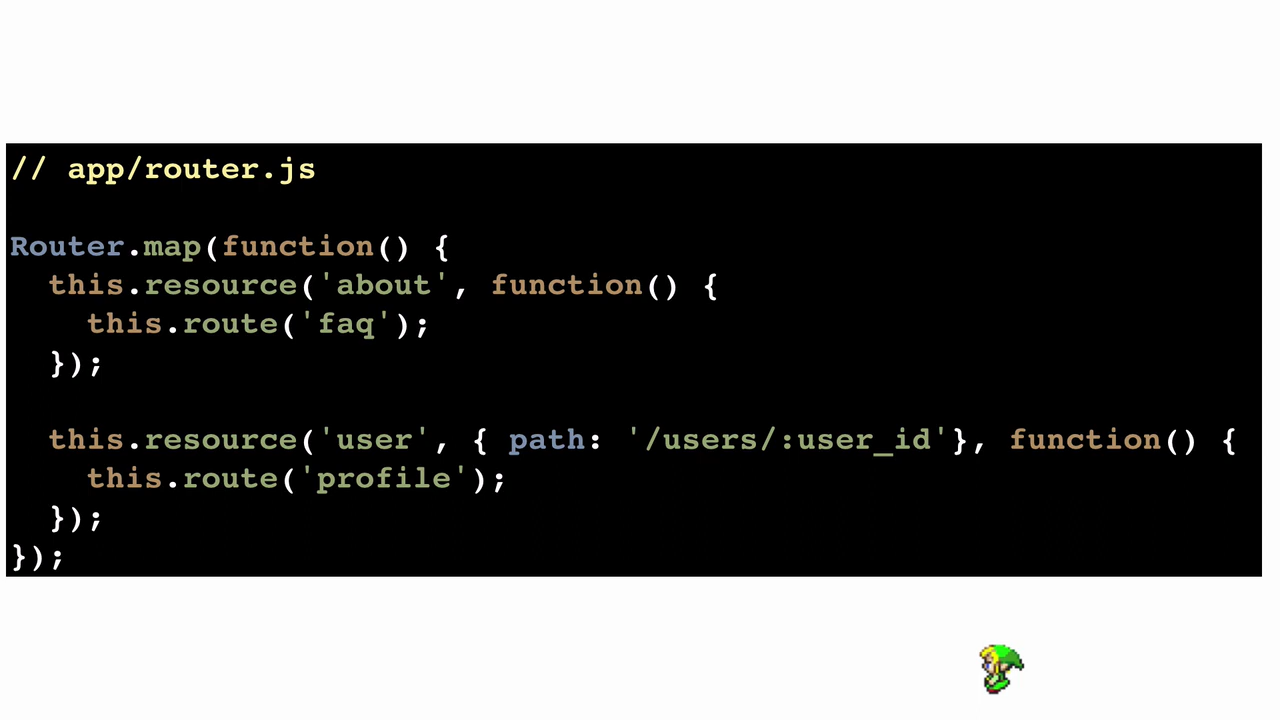 // app/router.js
Router.map(function() {
  this.resource('about', function() {
    this.route('faq');
  });
  this.resource('user', { path: '/users/:user_id'}, function() {
    this.route('profile');
  });
});